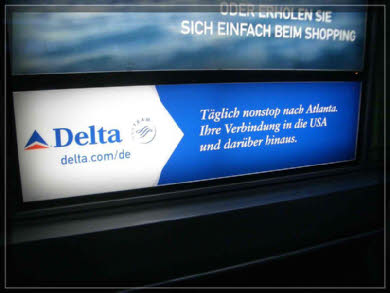 ODER ERHOLEN SIE
SICH EINFACH BEIM SHOPPING
Delta
delta.com/de
Täglich nonstop nach Atlanta.
Ihre Verbindung in die USA
und darüber hinaus.